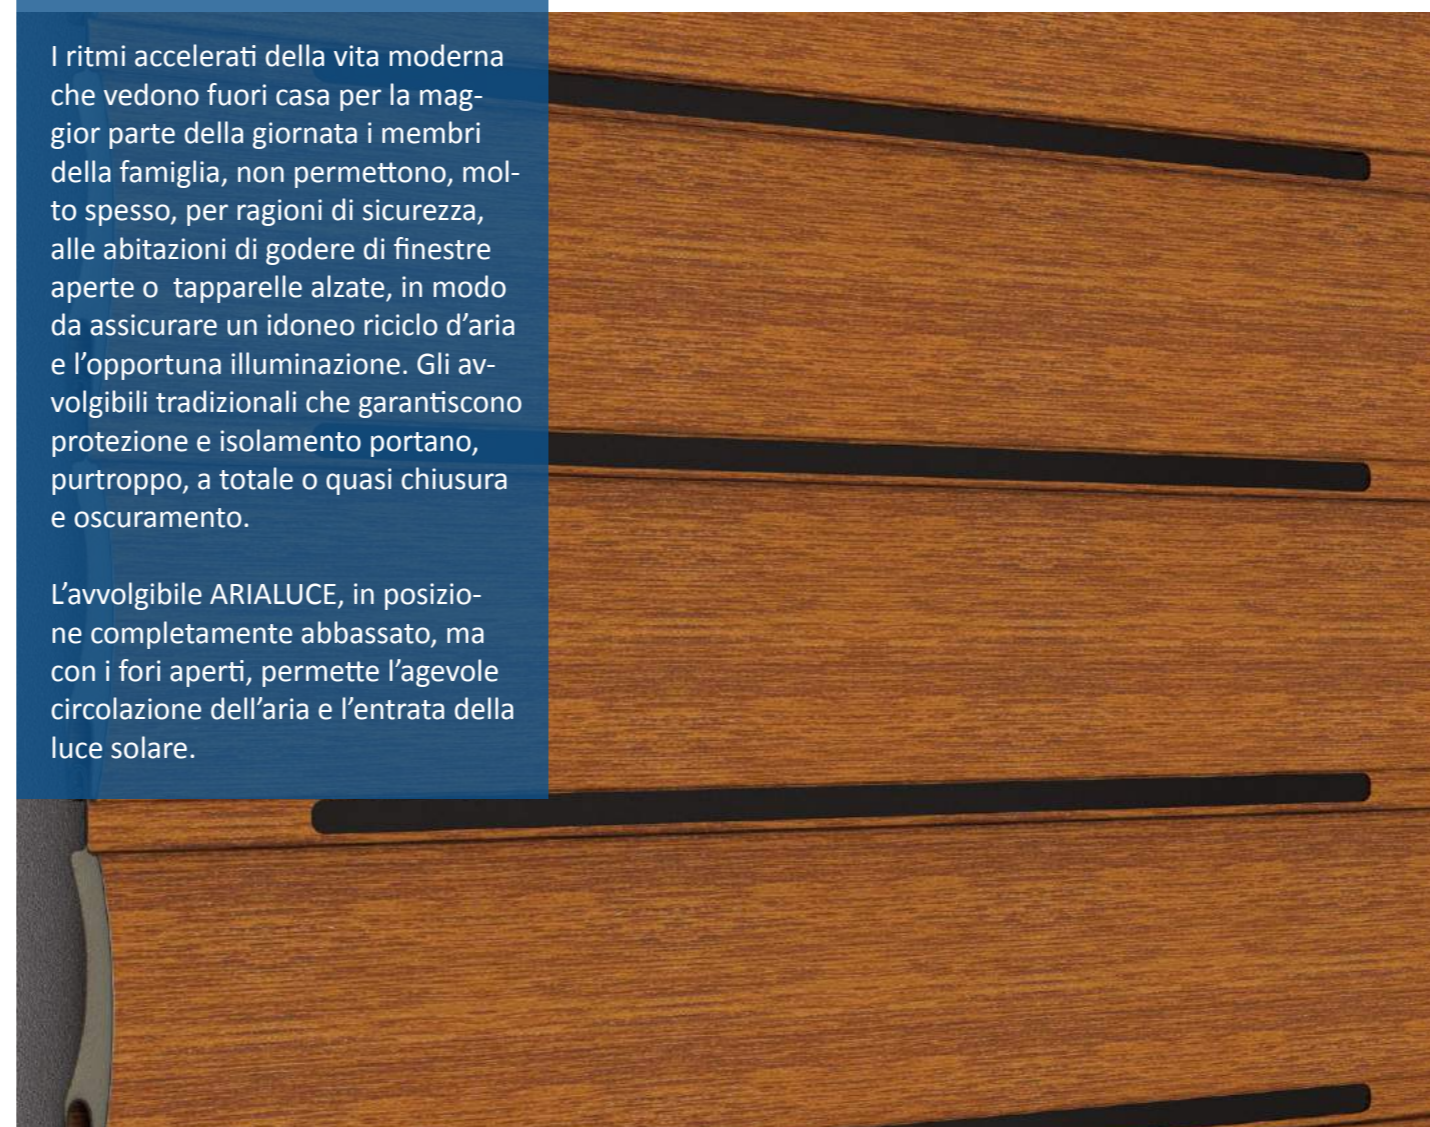 I ritmi accelerati della vita moderna
che vedono fuori casa per la mag-
gior parte della giornata i membri
della famiglia, non permettono, mol-
to spesso, per ragioni di sicurezza,
alle abitazioni di godere di finestre
aperte o  tapparelle alzate, in modo
da assicurare un idoneo riciclo d’aria
e l’opportuna illuminazione. Gli av-
volgibili tradizionali che garantiscono
protezione e isolamento portano,
purtroppo, a totale o quasi chiusura
e oscuramento.
L’avvolgibile ARIALUCE, in posizio-
ne completamente abbassato, ma
con i fori aperti, permette l’agevole
circolazione dell’aria e l’entrata della
luce solare.